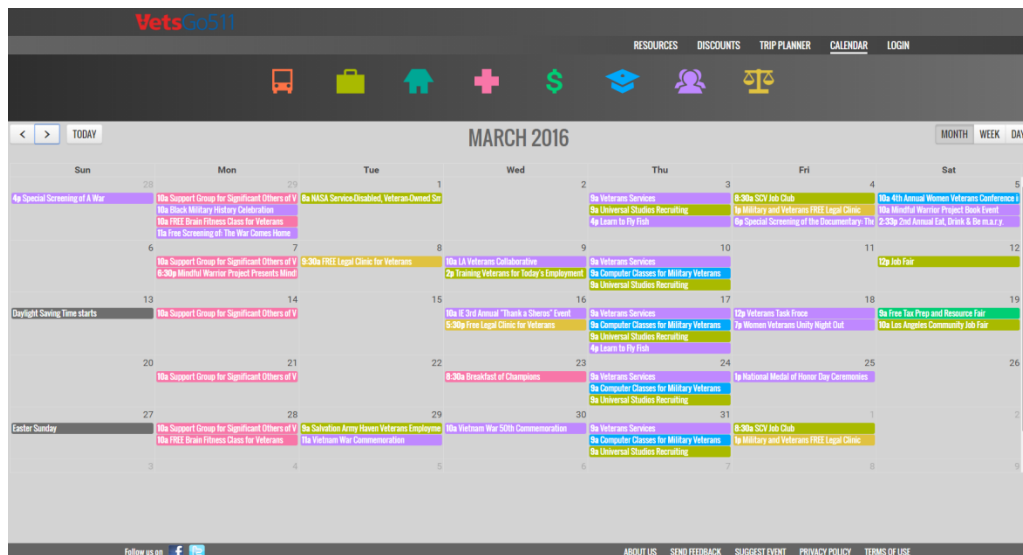 VetsGo511
RESOURCES DISCOUNTS TRIP PLANNER CALENDAR LOGIN
< > TODAY
MARCH 2016
MONTH WEEK DAY
Sun Mon Tue Wed Thu Fri Sat
28 29 1 2 3 4 5
4p Special Screening of A War
10a Support Group for Significant Others of V
10a Black Military History Celebration
10a FREE Brain Fitness Class for Veterans
11a Free Screening of: The War Comes Home
8a NASA Service-Disabled, Veteran-Owned Sm
9a Veterans Services
9a Universal Studios Recruiting
4p Learn to Fly Fish
8:30a SCV Job Club
1p Military and Veterans FREE Legal Clinic
6p Special Screening of the Documentary: The
10a 4th Annual Women Veterans Conference i
10a Mindful Warrior Project Book Event
2:33p 2nd Annual Eat, Drink & Be m.a.r.y.
6 7 8 9 10 11 12
10a Support Group for Significant Others of V
6:30p Mindful Warrior Project Presents Mind
9:30a FREE Legal Clinic for Veterans
10a LA Veterans Collaborative
2p Training Veterans for Today's Employment
9a Veterans Services
9a Computer Classes for Military Veterans
9a Universal Studios Recruiting
12p Job Fair
13 14 15 16 17 18 19
Daylight Saving Time starts
10a Support Group for Significant Others of V
10a IE 3rd Annual "Thank a Sheros" Event
5:30p Free Legal Clinic for Veterans
9a Veterans Services
9a Computer Classes for Military Veterans
9a Universal Studios Recruiting
4p Learn to Fly Fish
12p Veterans Task Froce
7p Women Veterans Unity Night Out
9a Free Tax Prep and Resource Fair
10a Los Angeles Community Job Fair
20 21 22 23 24 25 26
10a Support Group for Significant Others of V
8:30a Breakfast of Champions
9a Veterans Services
9a Computer Classes for Military Veterans
9a Universal Studios Recruiting
1p National Medal of Honor Day Ceremonies
27 28 29 30 31 1 2
Easter Sunday
10a Support Group for Significant Others of V
10a FREE Brain Fitness Class for Veterans
9a Salvation Army Haven Veterans Employme
11a Vietnam War Commemoration
10a Vietnam War 50th Commemoration
9a Veterans Services
9a Computer Classes for Military Veterans
9a Universal Studios Recruiting
8:30a SCV Job Club
1p Military and Veterans FREE Legal Clinic
3 4 5 6 7 8 9
Follow us on
ABOUT US SEND FEEDBACK SUGGEST EVENT PRIVACY POLICY TERMS OF USE